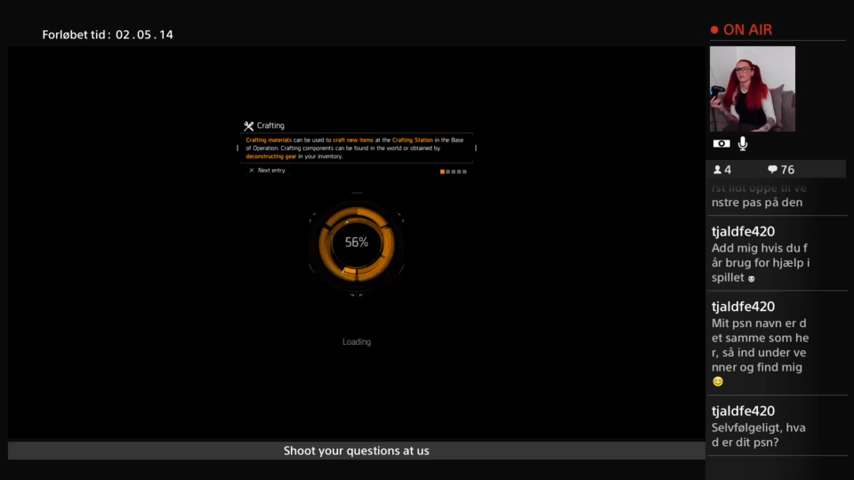 Forløbet tid: 02.05.14
ON AIR
Crafting
Crafting materials can be used to craft new items at the Crafting Station in the Base
of Operation. Crafting components can be found in the world or obtained by
deconstructing gear in your inventory.
Next entry
56%
Loading
Shoot your questions at us
4 76
rst lidt oppe til ve
nstre pas på den
tjaldfe420
Add mig hvis du f
år brug for hjælp i
spillet
tjaldfe420
Mit psn navn er d
et samme som he
r, så ind under ve
nner og find mig
😊
tjaldfe420
Selvfølgeligt, hva
d er dit psn?